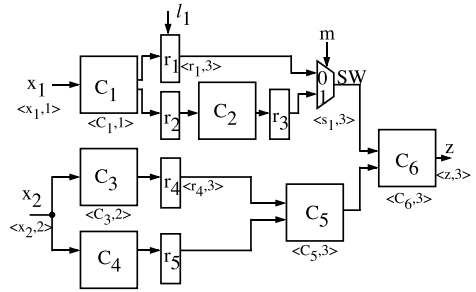 l1
m
x1
<x1,1>
C1
<C1,1>
r1
<r1,3>
0
1
SW
<s1,3>
r2
C2
r3
C3
<C3,2>
r4
<r4,3>
x2
<x2,2>
C4
r5
C5
<C5,3>
C6
<C6,3>
z
<z,3>